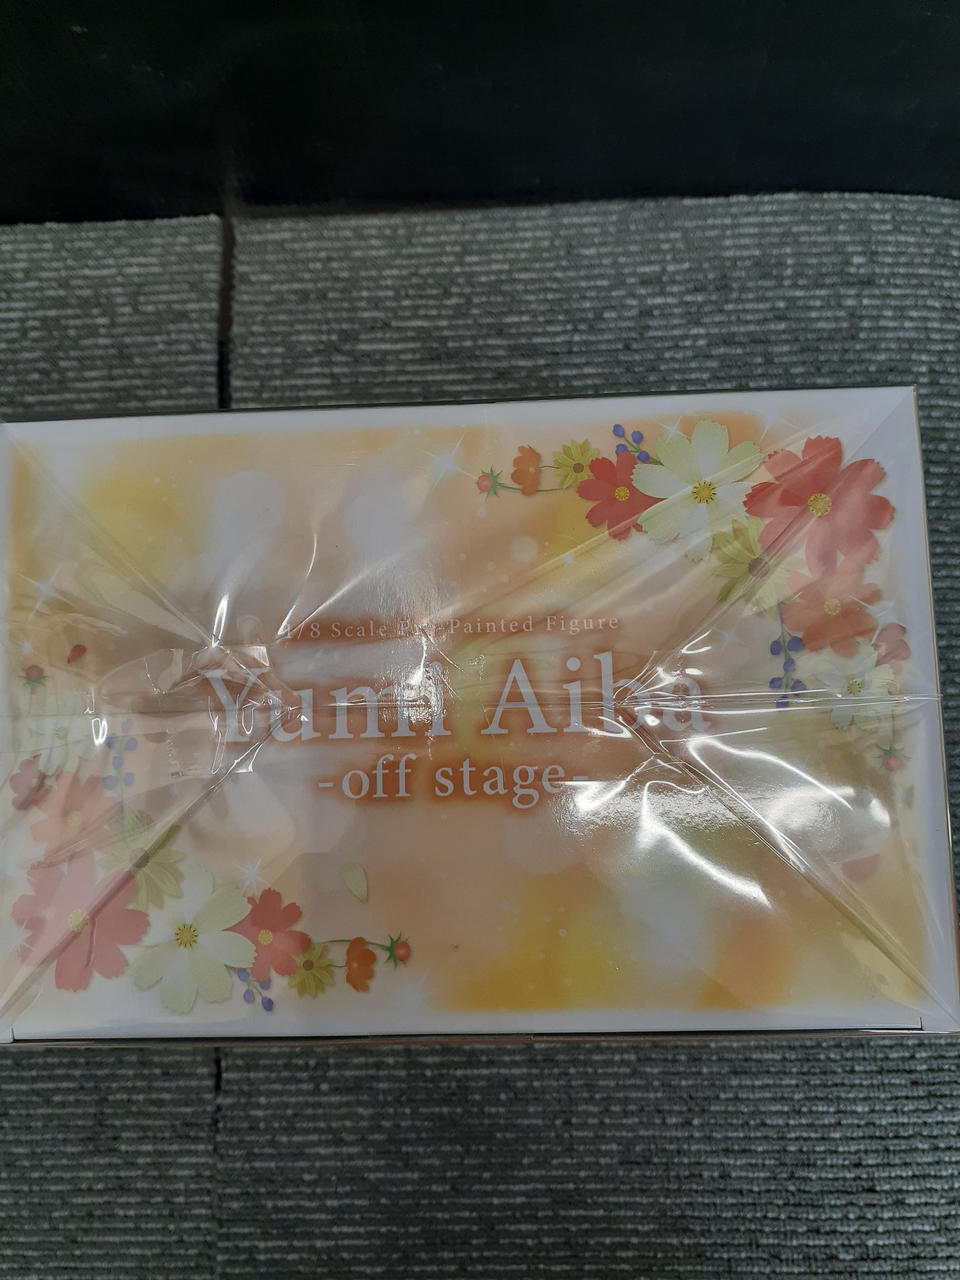 1/8 Scale Pre-Painted Figure
Yumi Aiba
-off stage-